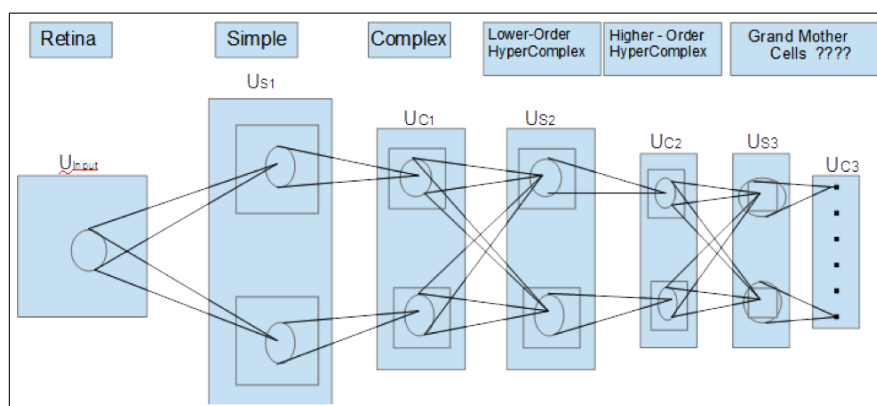 Retina
Simple
Complex
Lower-Order
HyperComplex
Higher - Order
HyperComplex
Grand Mother
Cells ????
US1
UC1
US2
UC2
US3
UC3
UInput